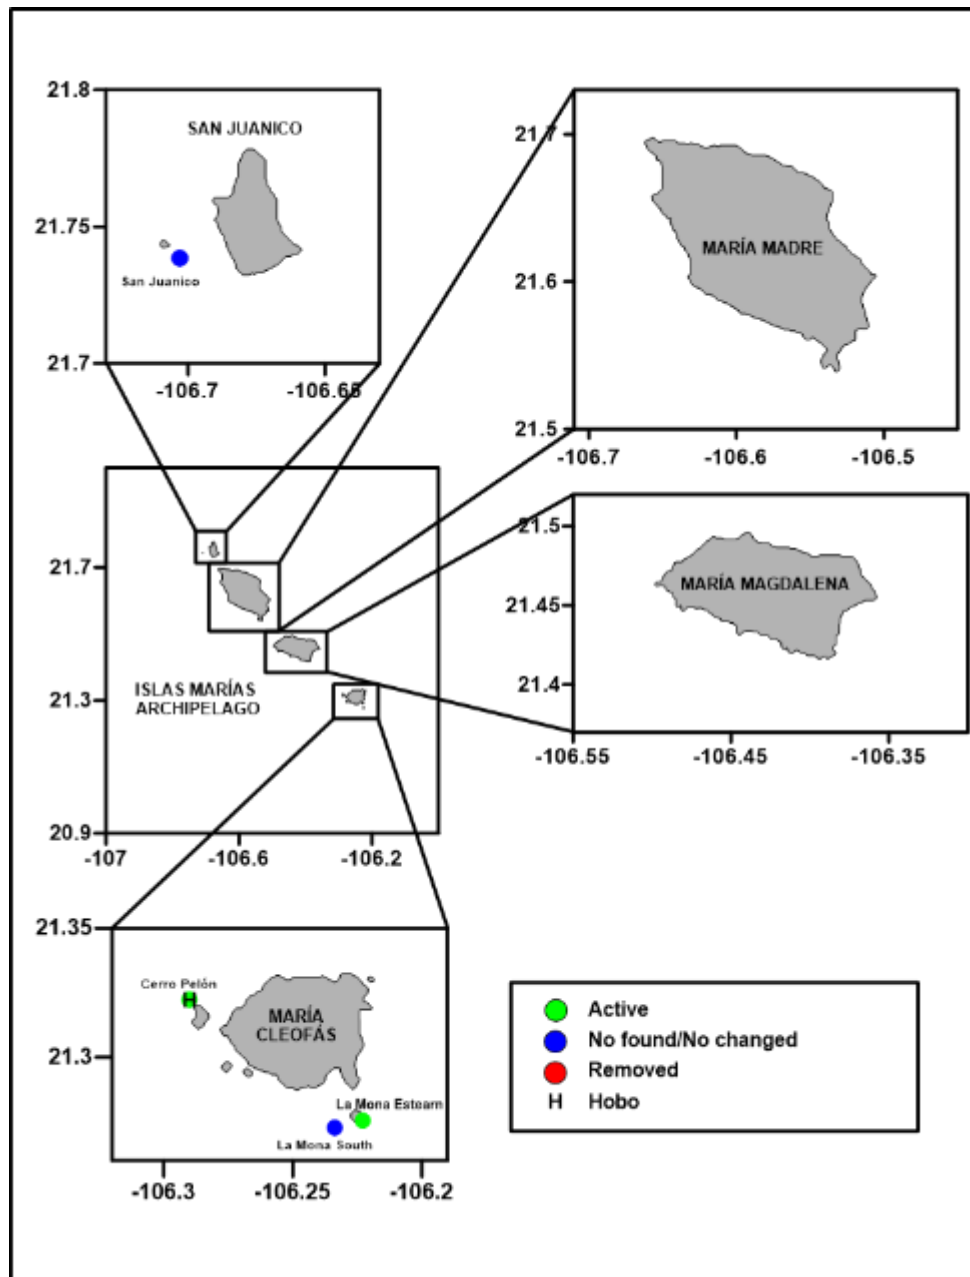 21.8
SAN JUANICO
21.75
San Juanico
21.7
-106.7
-106.65
21.7
MARÍA MADRE
21.6
21.5
-106.7
-106.6
-106.5
21.5
MARÍA MAGDALENA
21.45
21.4
-106.55
-106.45
-106.35
21.7
ISLAS MARÍAS
ARCHIPELAGO
21.3
20.9
-107
-106.6
-106.2
21.35
Cerro Pelón
H
MARÍA
CLEOFÁS
21.3
La Mona Estearn
La Mona South
-106.3
-106.25
-106.2
Active
No found/No changed
Removed
H Hobo